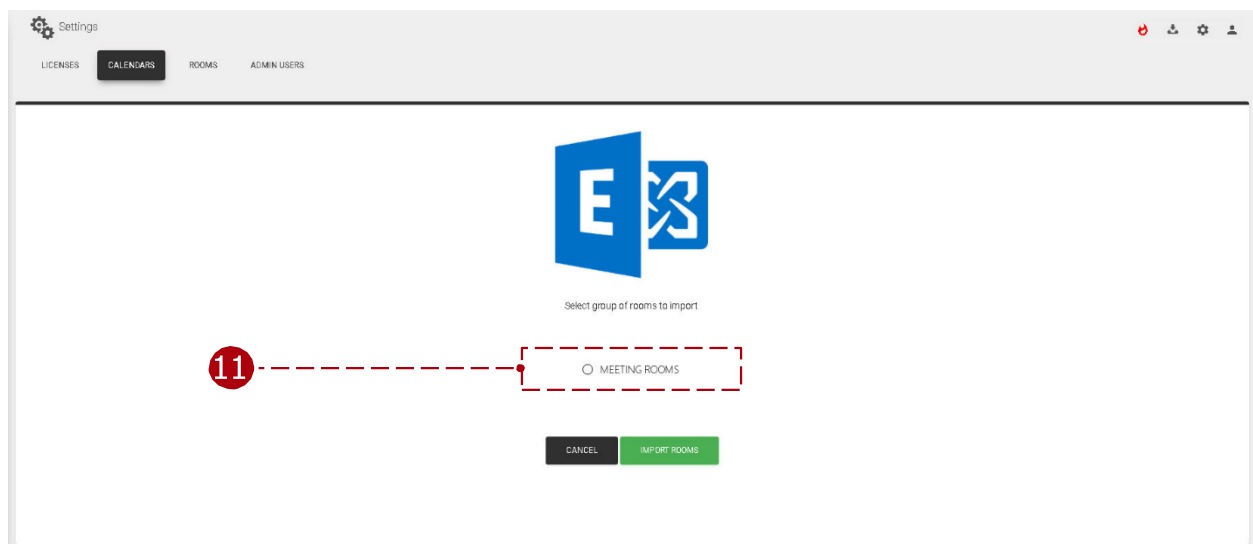 Settings
LICENSES CALENDARS ROOMS ADMIN USERS
E
Select group of rooms to import
11
MEETING ROOMS
CANCEL IMPORT ROOMS